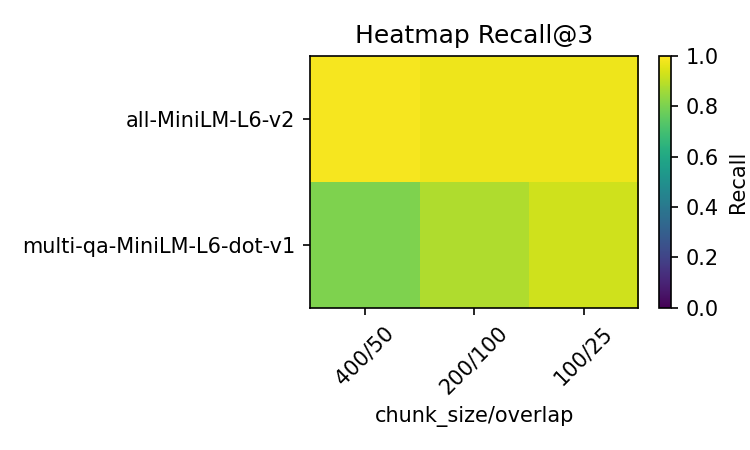 Heatmap Recall@3
all-MiniLM-L6-v2
multi-qa-MiniLM-L6-dot-v1
400/50
200/100
100/25
chunk_size/overlap
1.0
0.8
0.6
0.4
0.2
0.0
Recall